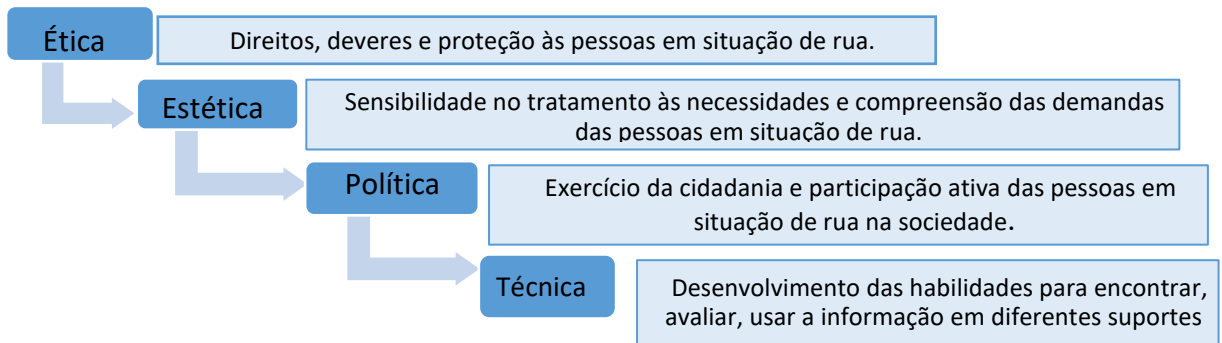 Ética
Direitos, deveres e proteção às pessoas em situação de rua.
Estética
Sensibilidade no tratamento às necessidades e compreensão das demandas
das pessoas em situação de rua.
Política
Exercício da cidadania e participação ativa das pessoas em
situação de rua na sociedade.
Técnica
Desenvolvimento das habilidades para encontrar,
avaliar, usar a informação em diferentes suportes